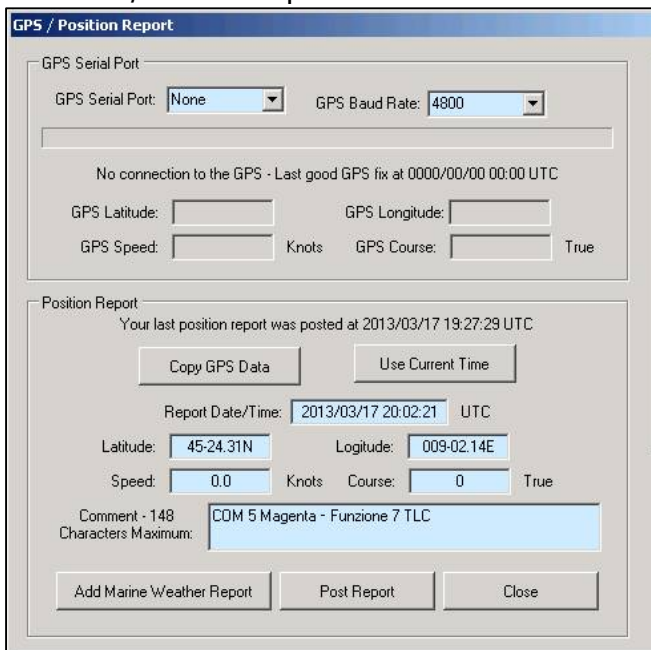 GPS / Position Report
GPS Serial Port
GPS Serial Port: None GPS Baud Rate: 4800
No connection to the GPS - Last good GPS fix at 0000/00/00 00:00 UTC
GPS Latitude: GPS Longitude:
GPS Speed: Knots GPS Course: True
Position Report
Your last position report was posted at 2013/03/17 19:27:29 UTC
Copy GPS Data Use Current Time
Report Date/Time: 2013/03/17 20:02:21 UTC
Latitude: 45-24.31N Logitude: 009-02.14E
Speed: 0.0 Knots Course: 0 True
Comment - 148 COM 5 Magenta - Funzione 7 TLC
Characters Maximum:
Add Marine Weather Report Post Report Close